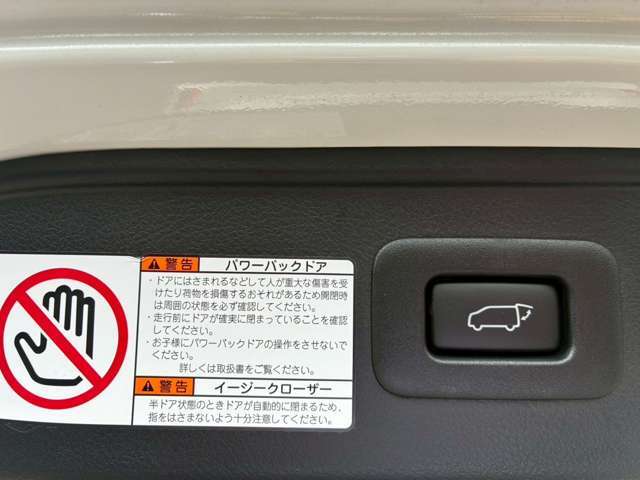 警告 パワーバックドア
・ドアにはさまれるなどして人が重大な傷害を受
けたり荷物を損傷するおそれがあるため開閉時
は周囲の状態を必ず確認してください。
・走行前にドアが確実に閉まっていることを確認
してください。
・お子様にパワーバックドアの操作をさせないで
ください。
詳しくは取扱書をご覧ください。
警告 イージークローザー
半ドア状態のときドアが自動的に閉まるため、
指をはさまないよう十分注意してください。